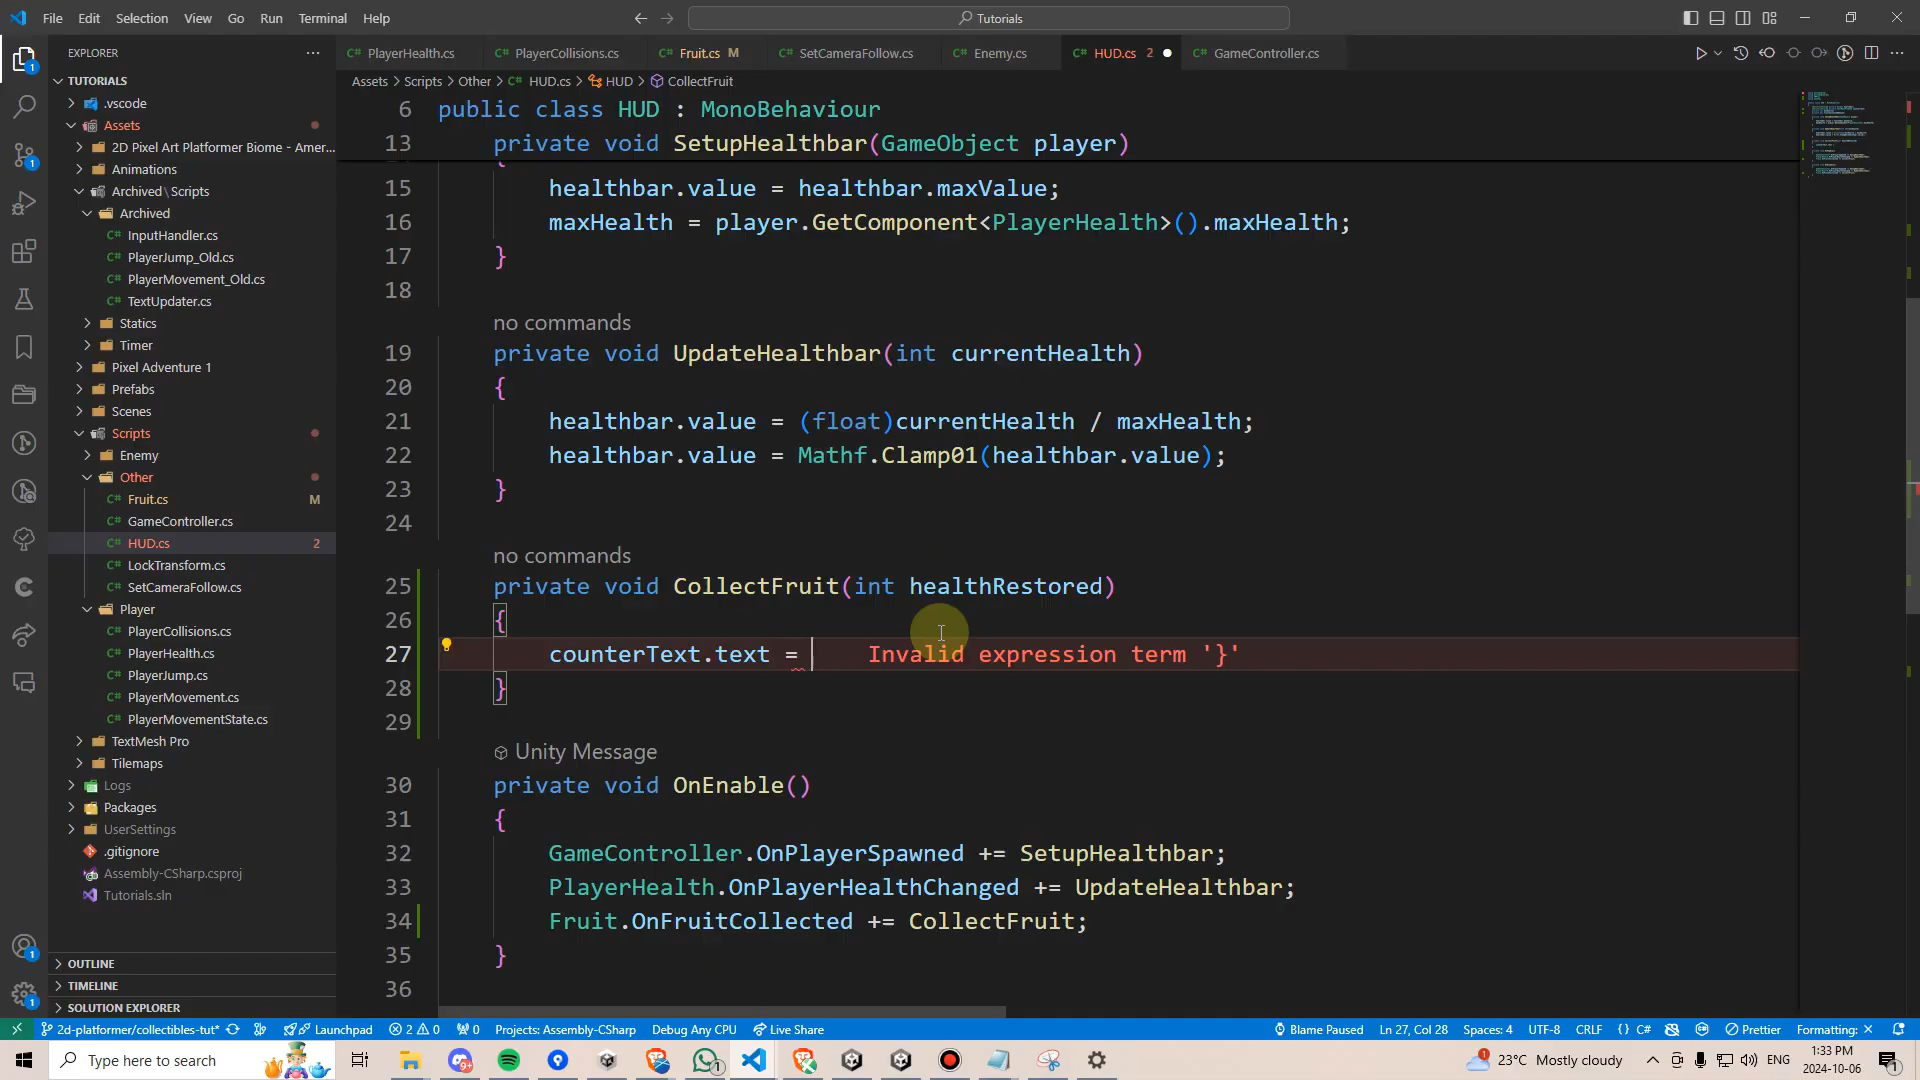 File Edit Selection View Go Run Terminal Help
Tutorials
EXPLORER
PlayerHealth.cs PlayerCollisions.cs Fruit.cs M SetCameraFollow.cs Enemy.cs HUD.cs 2 GameController.cs
Assets > Scripts > Other > HUD.cs > HUD > CollectFruit
TUTORIALS
.vscode
Assets
2D Pixel Art Platformer Biome - Amer...
Animations
Archived \ Scripts
Archived
InputHandler.cs
PlayerJump_Old.cs
PlayerMovement_Old.cs
TextUpdater.cs
Statics
Timer
Pixel Adventure 1
Prefabs
Scenes
Scripts
Enemy
Other
Fruit.cs M
GameController.cs
HUD.cs 2
LockTransform.cs
SetCameraFollow.cs
Player
PlayerCollisions.cs
PlayerHealth.cs
PlayerJump.cs
PlayerMovement.cs
PlayerMovementState.cs
TextMesh Pro
Tilemaps
Logs
Packages
UserSettings
.gitignore
Assembly-CSharp.csproj
Tutorials.sln
OUTLINE
TIMELINE
SOLUTION EXPLORER
6 public class HUD : MonoBehaviour
13 private void SetupHealthbar(GameObject player)
{
15 healthbar.value = healthbar.maxValue;
16 maxHealth = player.GetComponent<PlayerHealth>().maxHealth;
17 }
18
no commands
19 private void UpdateHealthbar(int currentHealth)
20 {
21 healthbar.value = (float)currentHealth / maxHealth;
22 healthbar.value = Mathf.Clamp01(healthbar.value);
23 }
24
no commands
25 private void CollectFruit(int healthRestored)
26 {
27 counterText.text = Invalid expression term '}'
28 }
29
Unity Message
30 private void OnEnable()
31 {
32 GameController.OnPlayerSpawned += SetupHealthbar;
33 PlayerHealth.OnPlayerHealthChanged += UpdateHealthbar;
34 Fruit.OnFruitCollected += CollectFruit;
35 }
36
2d-platformer/collectibles-tut* Launchpad 2 0 0 Projects: Assembly-CSharp Debug Any CPU Live Share Blame Paused Ln 27, Col 28 Spaces: 4 UTF-8 CRLF { } C# Prettier Formatting: ×
Type here to search
23°C Mostly cloudy ENG 1:33 PM
2024-10-06